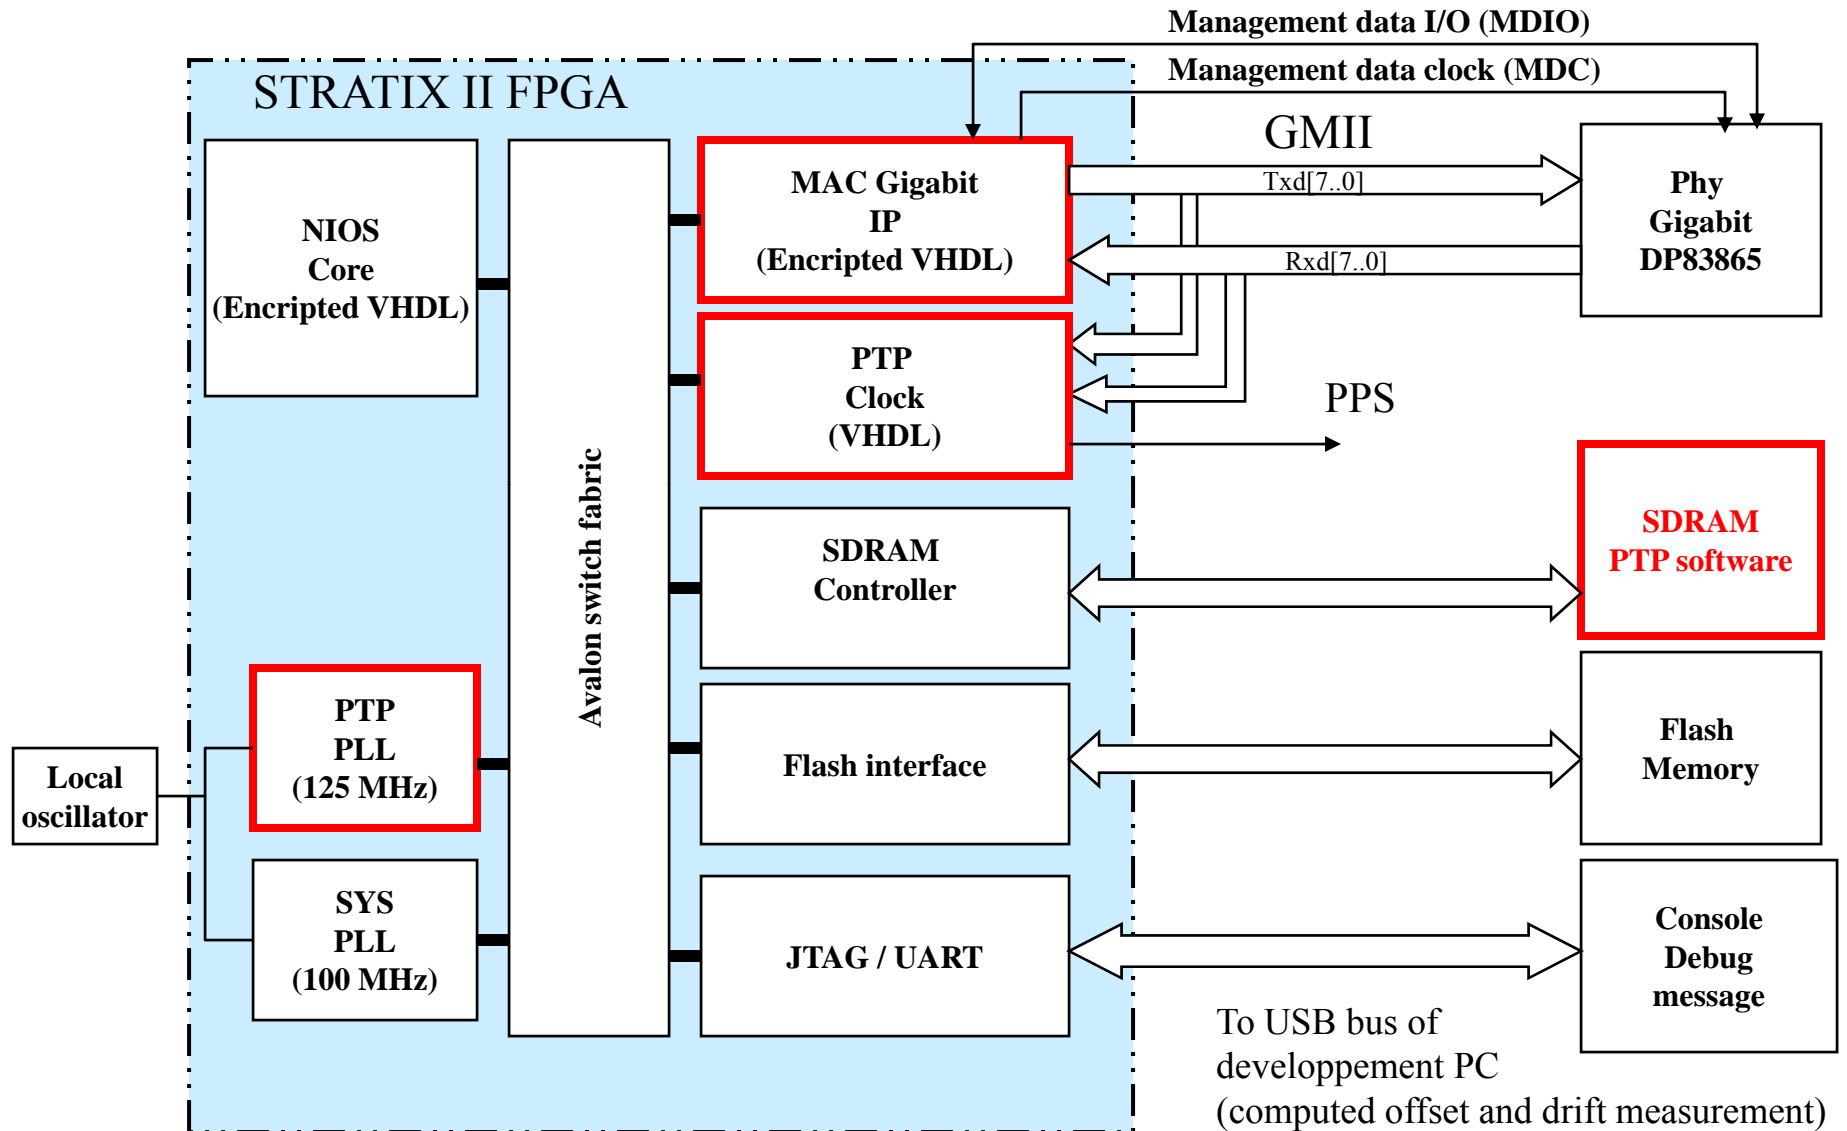 Management data I/O (MDIO)
Management data clock (MDC)
STRATIX II FPGA
GMII
NIOS
Core
(Encripted VHDL)
MAC Gigabit
IP
(Encripted VHDL)
Txd[7..0]
Rxd[7..0]
Phy
Gigabit
DP83865
PTP
Clock
(VHDL)
PPS
Avalon switch fabric
SDRAM
Controller
SDRAM
PTP software
PTP
PLL
(125 MHz)
Local
oscillator
Flash interface
Flash
Memory
SYS
PLL
(100 MHz)
JTAG / UART
Console
Debug
message
To USB bus of
developpement PC
(computed offset and drift measurement)